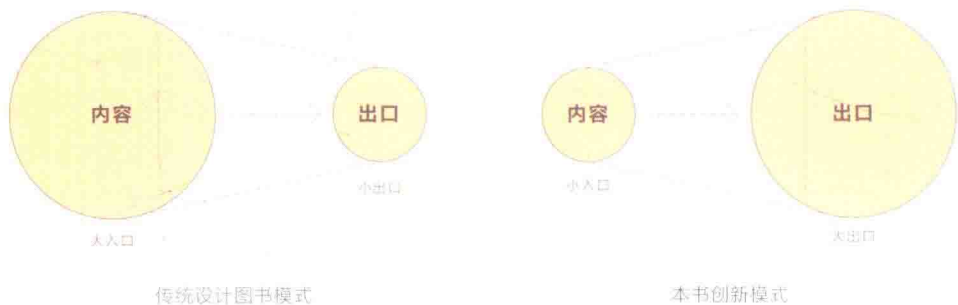 内容
出口
小出口
大入口
传统设计图书模式
内容
出口
小入口
大出口
本书创新模式